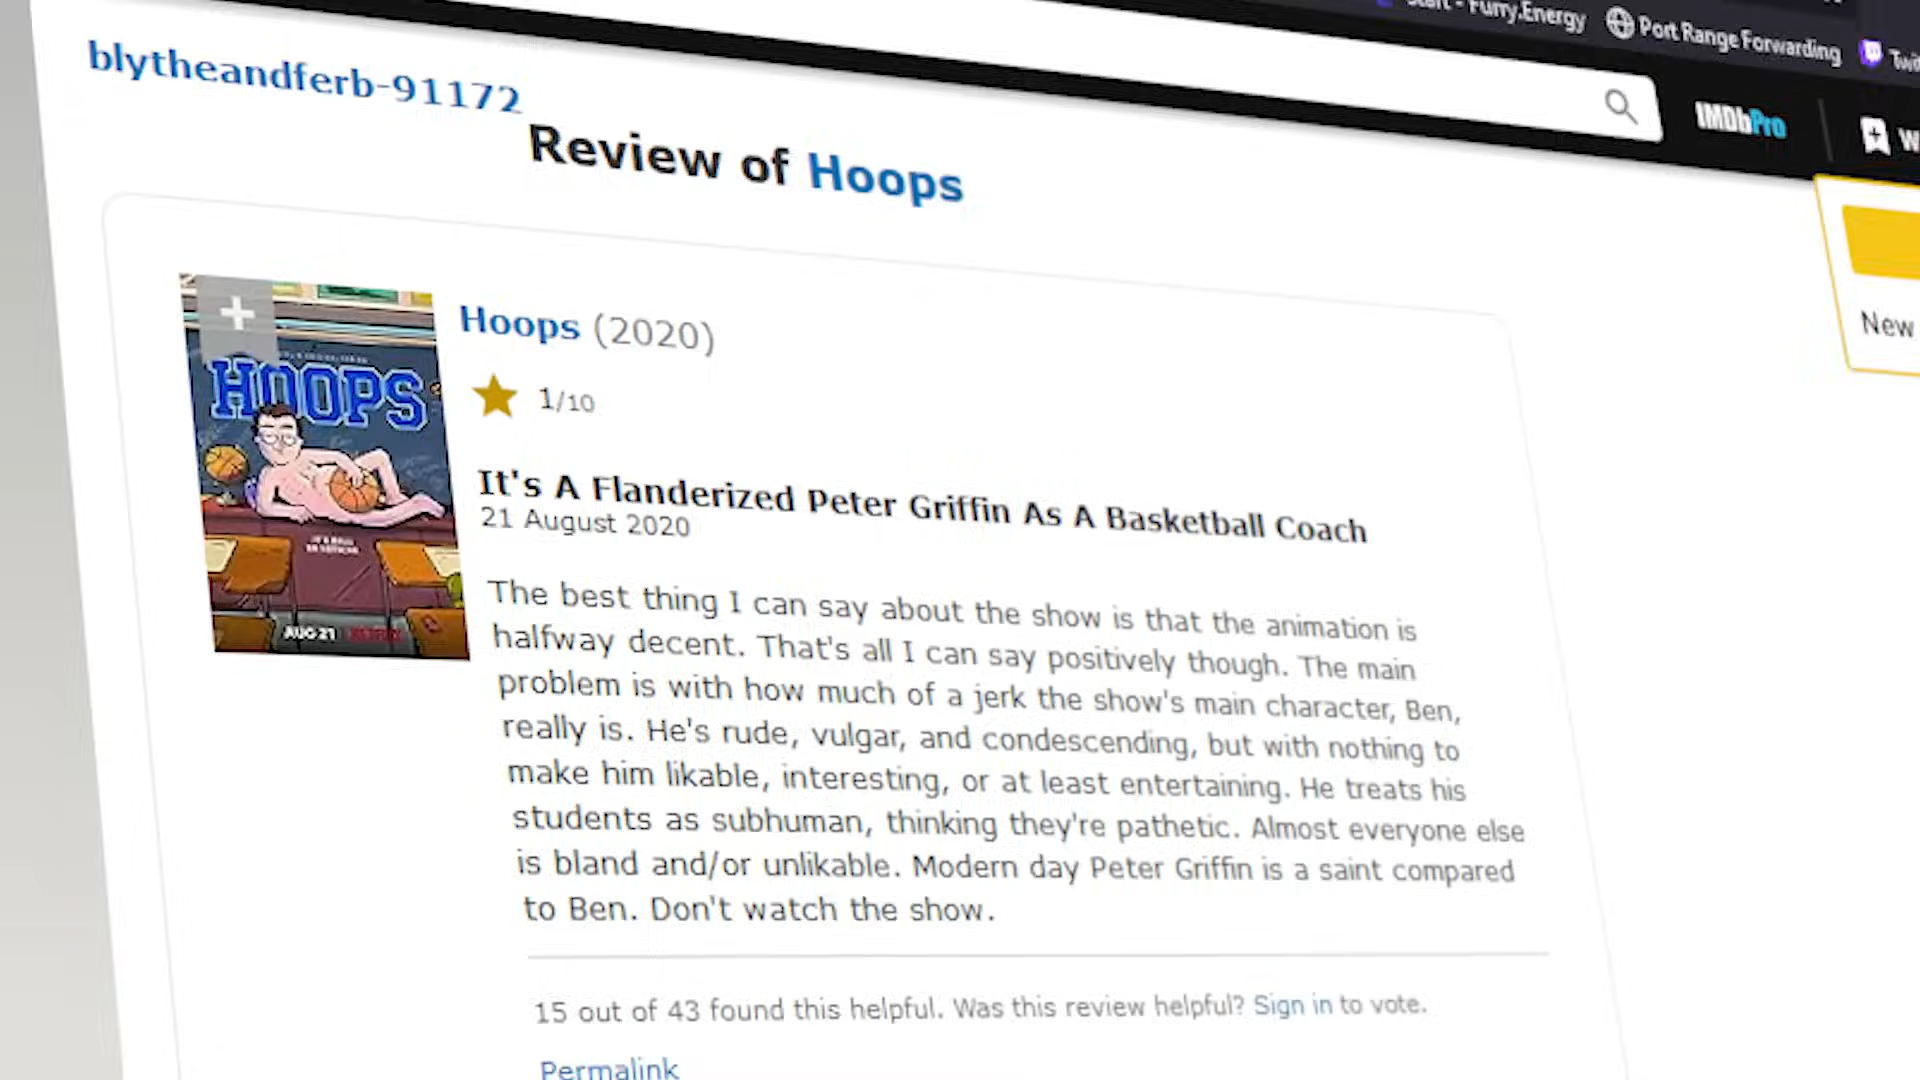 Furry.Energy
Port Range Forwarding
IMDbPro
blytheandferb-91172
Review of Hoops
New
HOOPS
AUG 21
Hoops (2020)
1/10
It's A Flanderized Peter Griffin As A Basketball Coach
21 August 2020
The best thing I can say about the show is that the animation is
halfway decent. That's all I can say positively though. The main
problem is with how much of a jerk the show's main character, Ben,
really is. He's rude, vulgar, and condescending, but with nothing to
make him likable, interesting, or at least entertaining. He treats his
students as subhuman, thinking they're pathetic. Almost everyone else
is bland and/or unlikable. Modern day Peter Griffin is a saint compared
to Ben. Don't watch the show.
15 out of 43 found this helpful. Was this review helpful? Sign in to vote.
Permalink